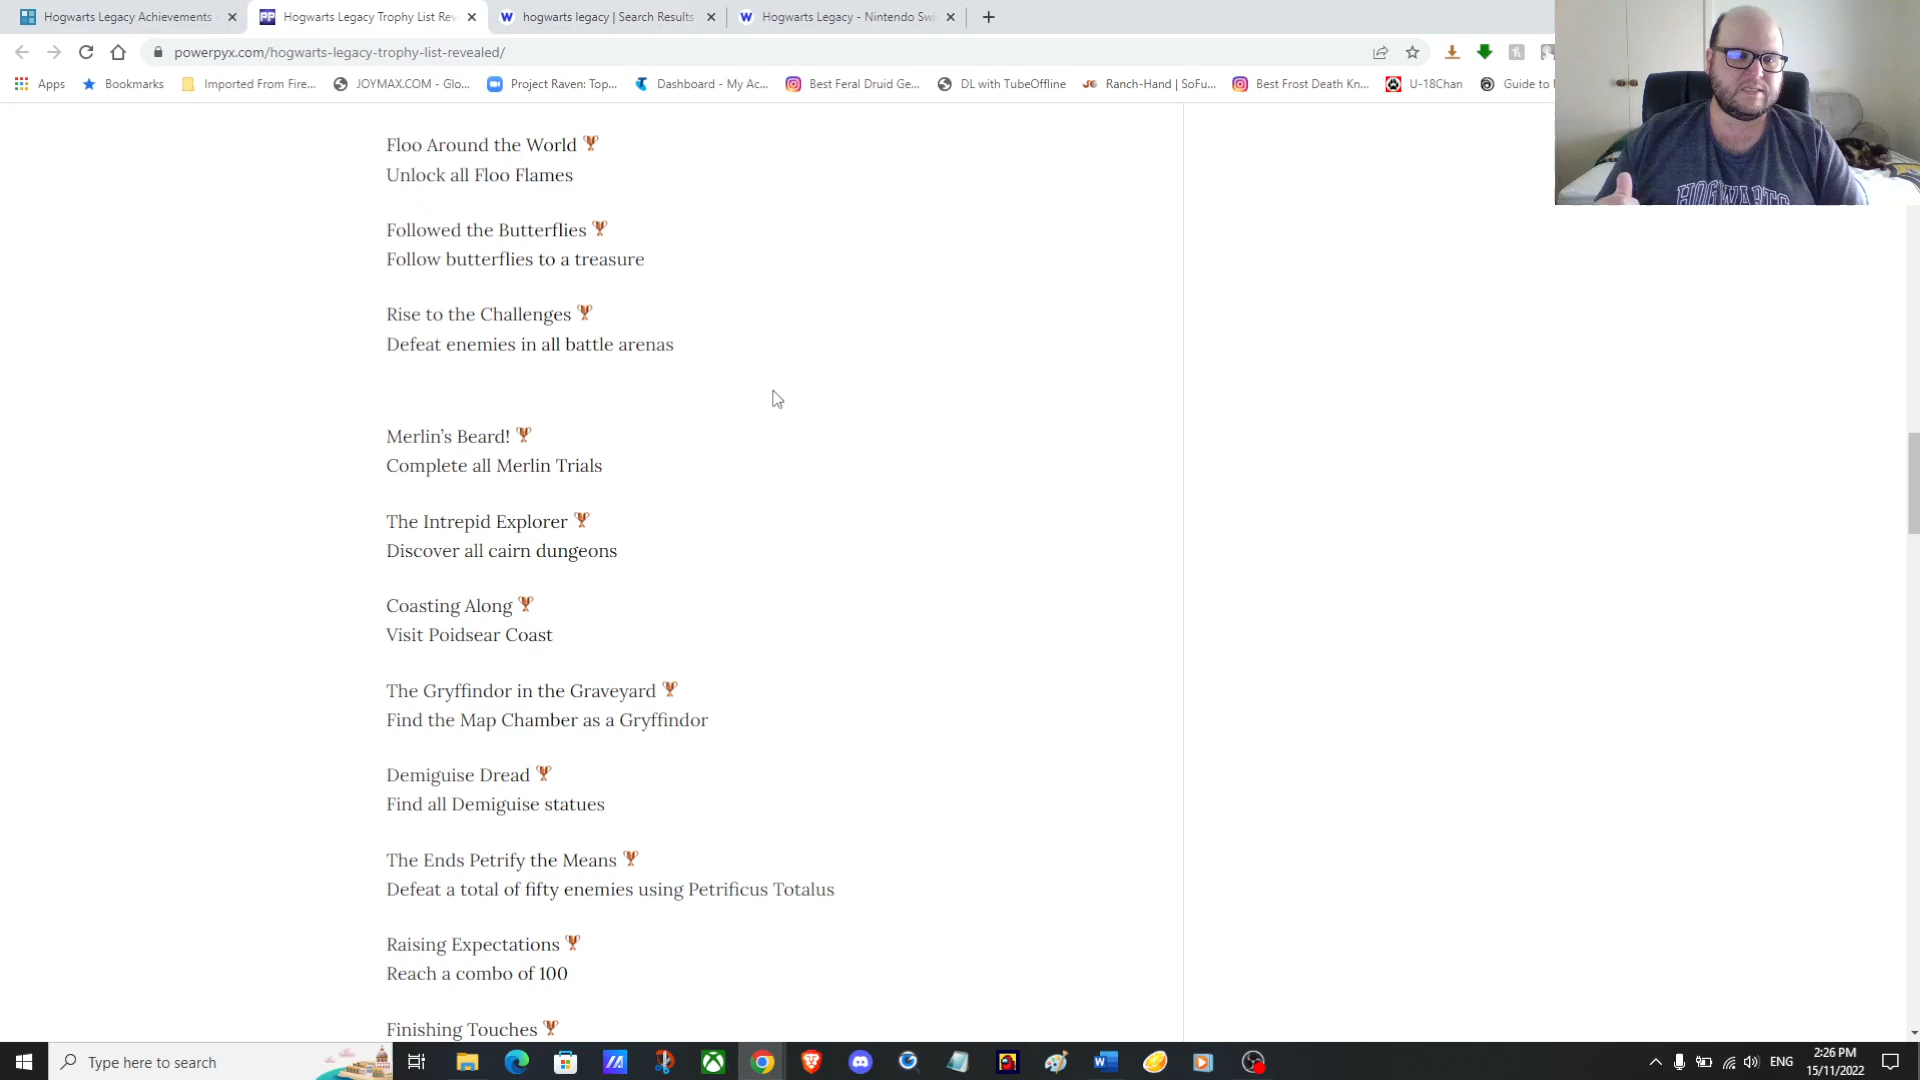 Hogwarts Legacy Achievements
Hogwarts Legacy Trophy List Rev
hogwarts legacy | Search Results
Hogwarts Legacy - Nintendo Swi
powerpyx.com/hogwarts-legacy-trophy-list-revealed/
Apps
Bookmarks
Imported From Fire...
JOYMAX.COM - Glo...
Project Raven: Top...
Dashboard - My Ac...
Best Feral Druid Ge...
DL with TubeOffline
Ranch-Hand | SoFu...
Best Frost Death Kn...
U-18Chan
Guide to
HOGWARTS
Floo Around the World
Unlock all Floo Flames
Followed the Butterflies
Follow butterflies to a treasure
Rise to the Challenges
Defeat enemies in all battle arenas
Merlin’s Beard!
Complete all Merlin Trials
The Intrepid Explorer
Discover all cairn dungeons
Coasting Along
Visit Poidsear Coast
The Gryffindor in the Graveyard
Find the Map Chamber as a Gryffindor
Demiguise Dread
Find all Demiguise statues
The Ends Petrify the Means
Defeat a total of fifty enemies using Petrificus Totalus
Raising Expectations
Reach a combo of 100
Finishing Touches
Type here to search
ENG
2:26 PM
15/11/2022